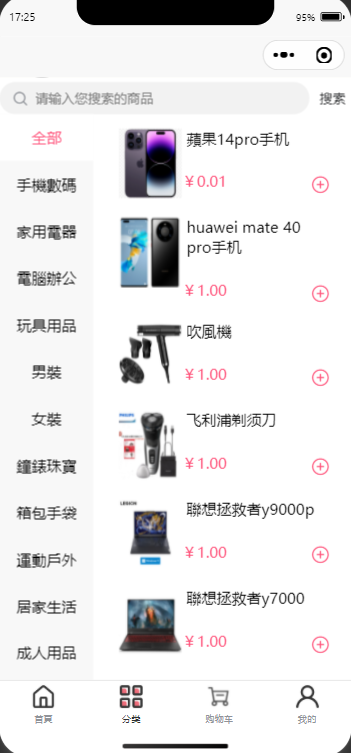 17:25
95%
请输入您搜索的商品
搜索
全部
手機數碼
家用電器
電腦辦公
玩具用品
男裝
女裝
鐘錶珠寶
箱包手袋
運動戶外
居家生活
成人用品
蘋果14pro手机
¥0.01
huawei mate 40
pro手机
¥1.00
吹風機
¥1.00
PHILIPS
飞利浦剃须刀
¥1.00
LEGION
聯想拯救者y9000p
¥1.00
聯想拯救者y7000
¥1.00
首頁
分类
购物车
我的